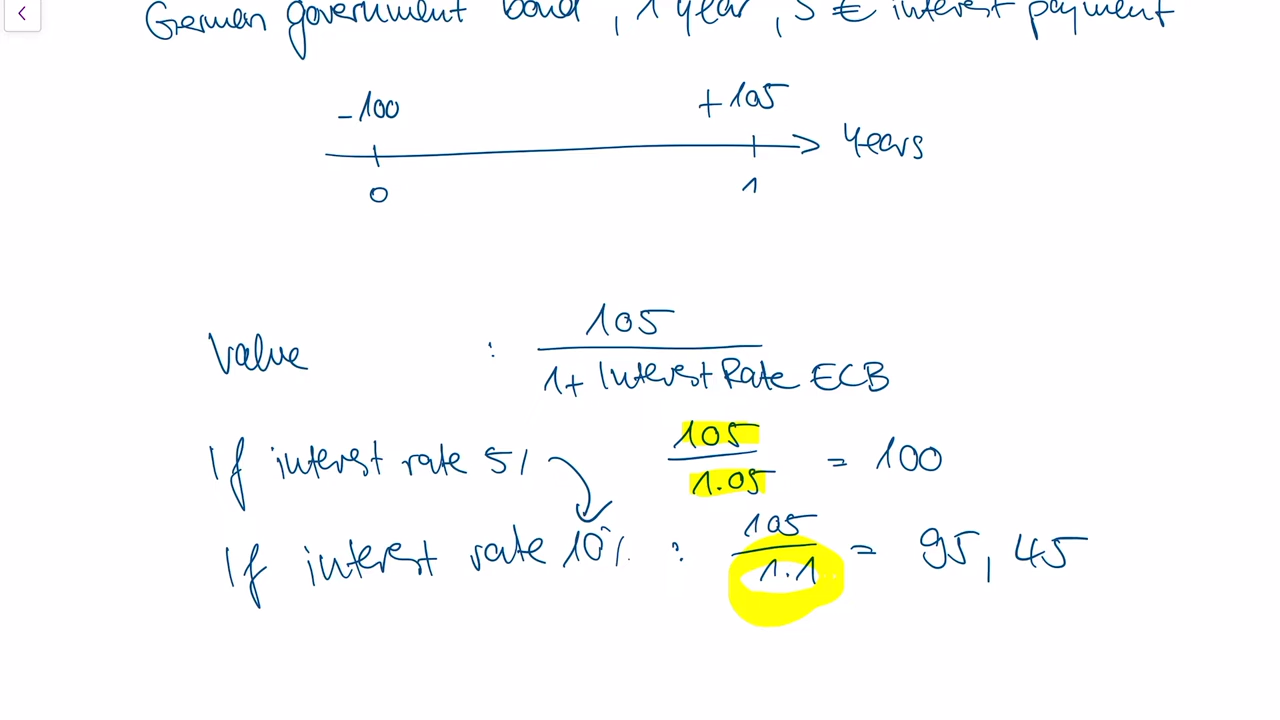 German government bond, 1 year, 5 € interest payment
-100 +105
Years
0 1
Value : 105
1+ Interest Rate ECB
If interest rate 5% 105 = 100
1.05
If interest rate 10% : 105 = 95,45
1.1